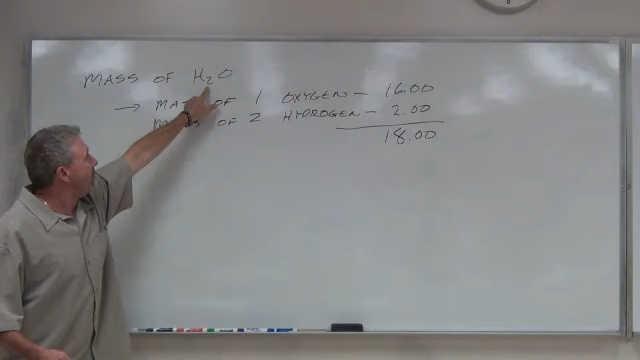 MASS OF H2O
→ MASS OF 1 OXYGEN — 16.00
MASS OF 2 HYDROGEN — 2.00
18.00